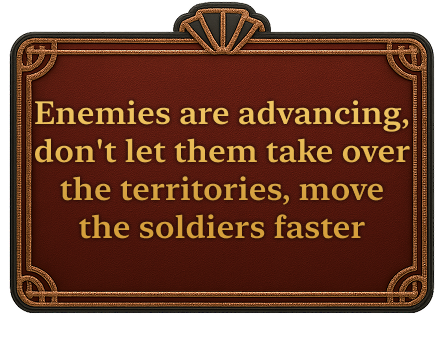 Enemies are advancing,
don't let them take over
the territories, move
the soldiers faster